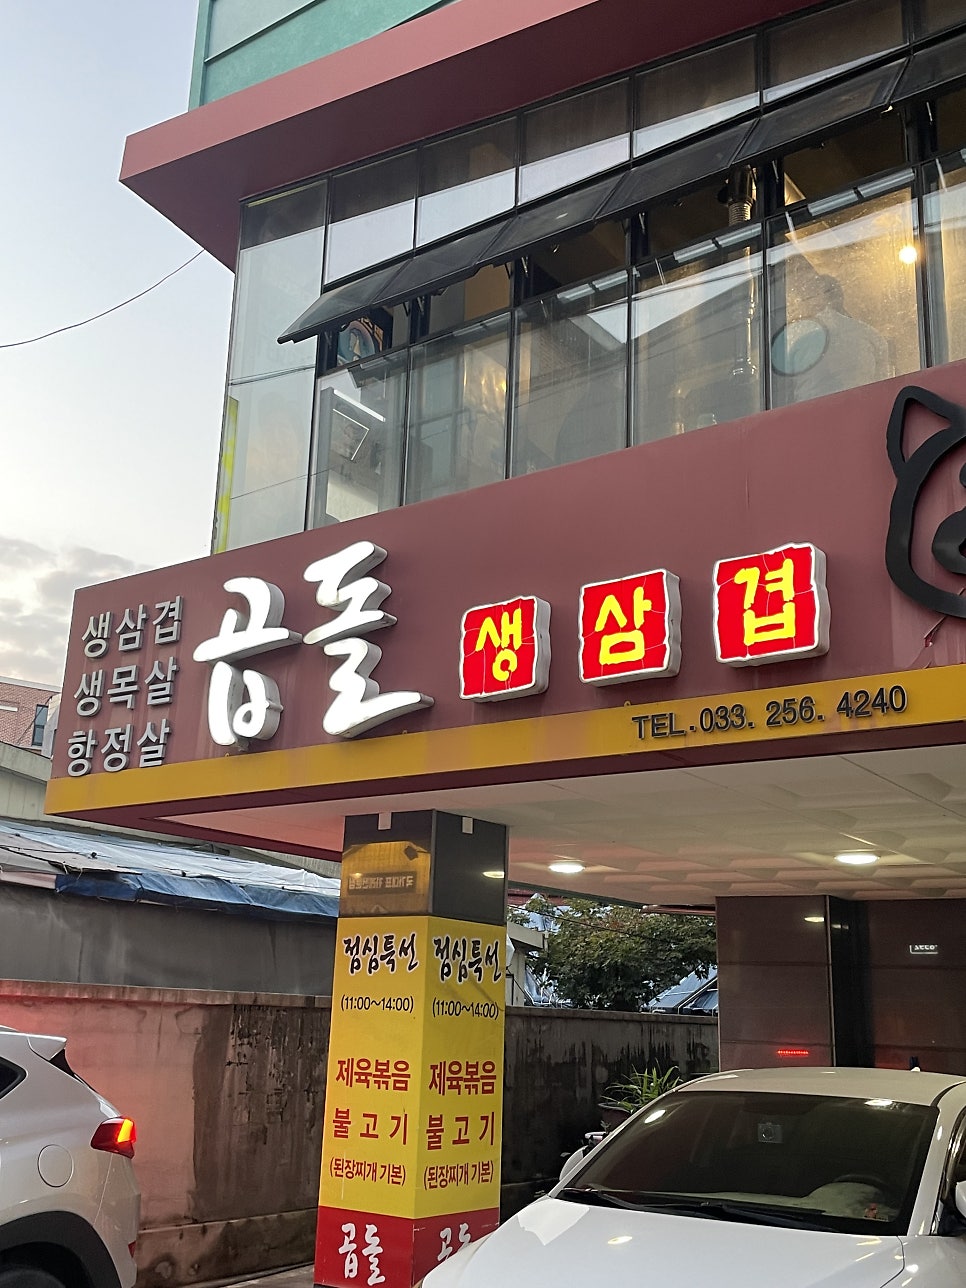 생삼겹
생목살
항정살
곱돌
생삼겹
TEL.033. 256. 4240
점심특선
(11:00~14:00)
제육볶음
불고기
(된장찌개 기본)
곱돌
점심특선
(11:00~14:00)
제육볶음
불고기
(된장찌개 기본)
곱돌